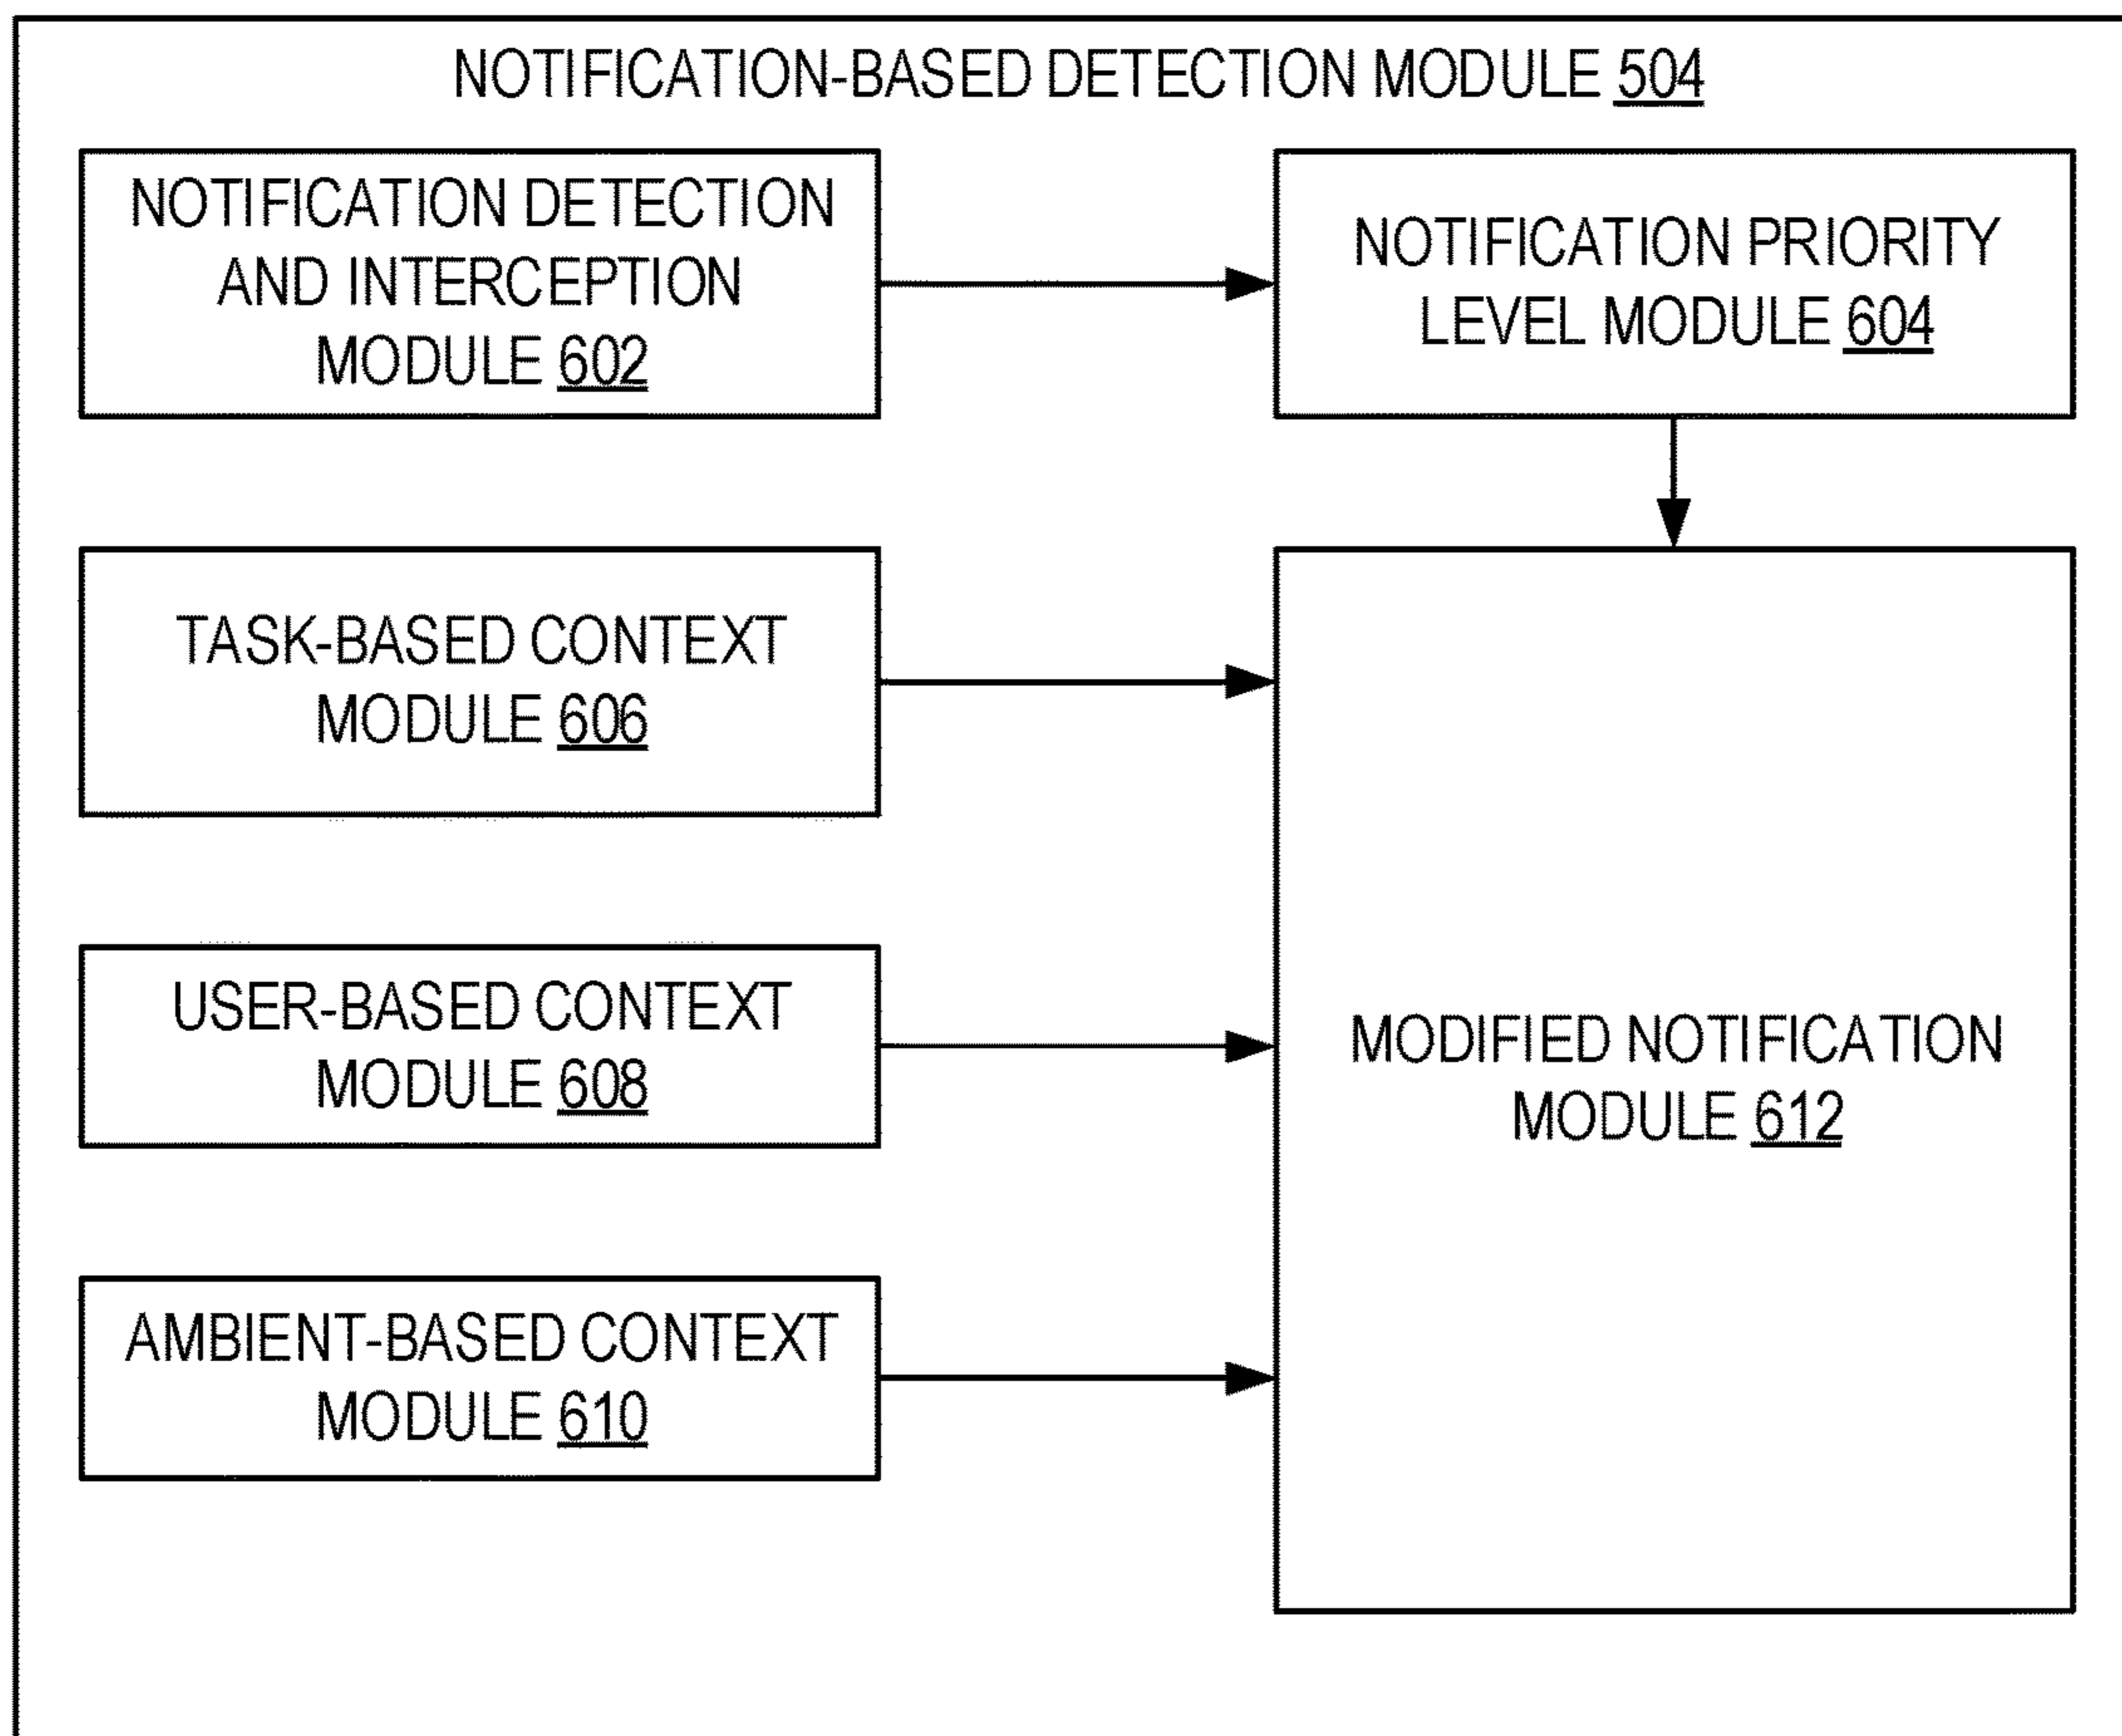 NOTIFICATION-BASED DETECTION MODULE 504
NOTIFICATION DETECTION
AND INTERCEPTION
MODULE 602
NOTIFICATION PRIORITY
LEVEL MODULE 604
TASK-BASED CONTEXT
MODULE 606
USER-BASED CONTEXT
MODULE 608
AMBIENT-BASED CONTEXT
MODULE 610
MODIFIED NOTIFICATION
MODULE 612